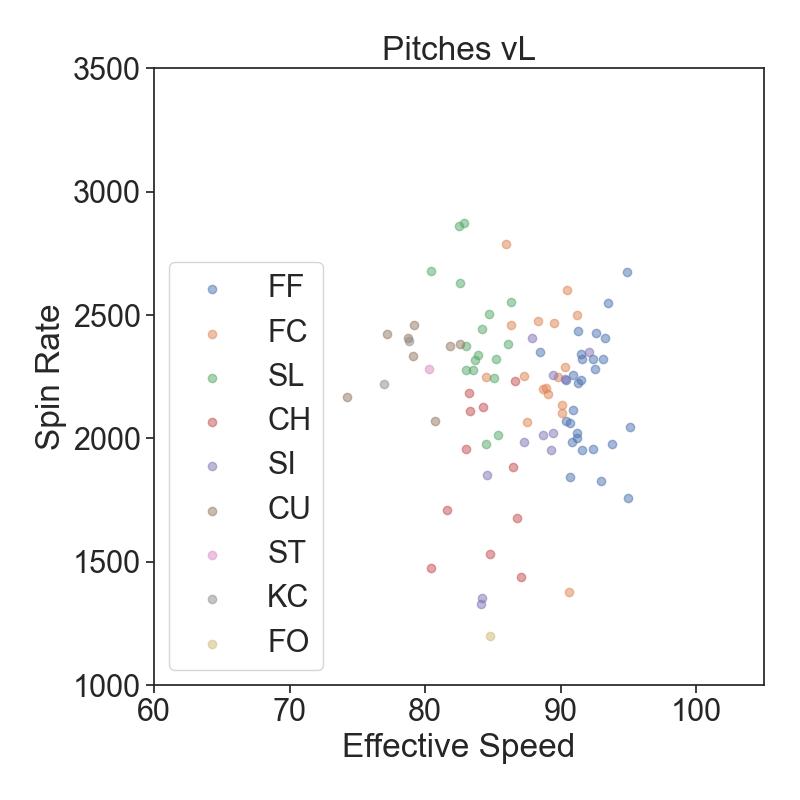 Pitches vL
3500
3000
2500
2000
1500
1000
Spin Rate
FF
FC
SL
CH
SI
CU
ST
KC
FO
60 70 80 90 100
Effective Speed